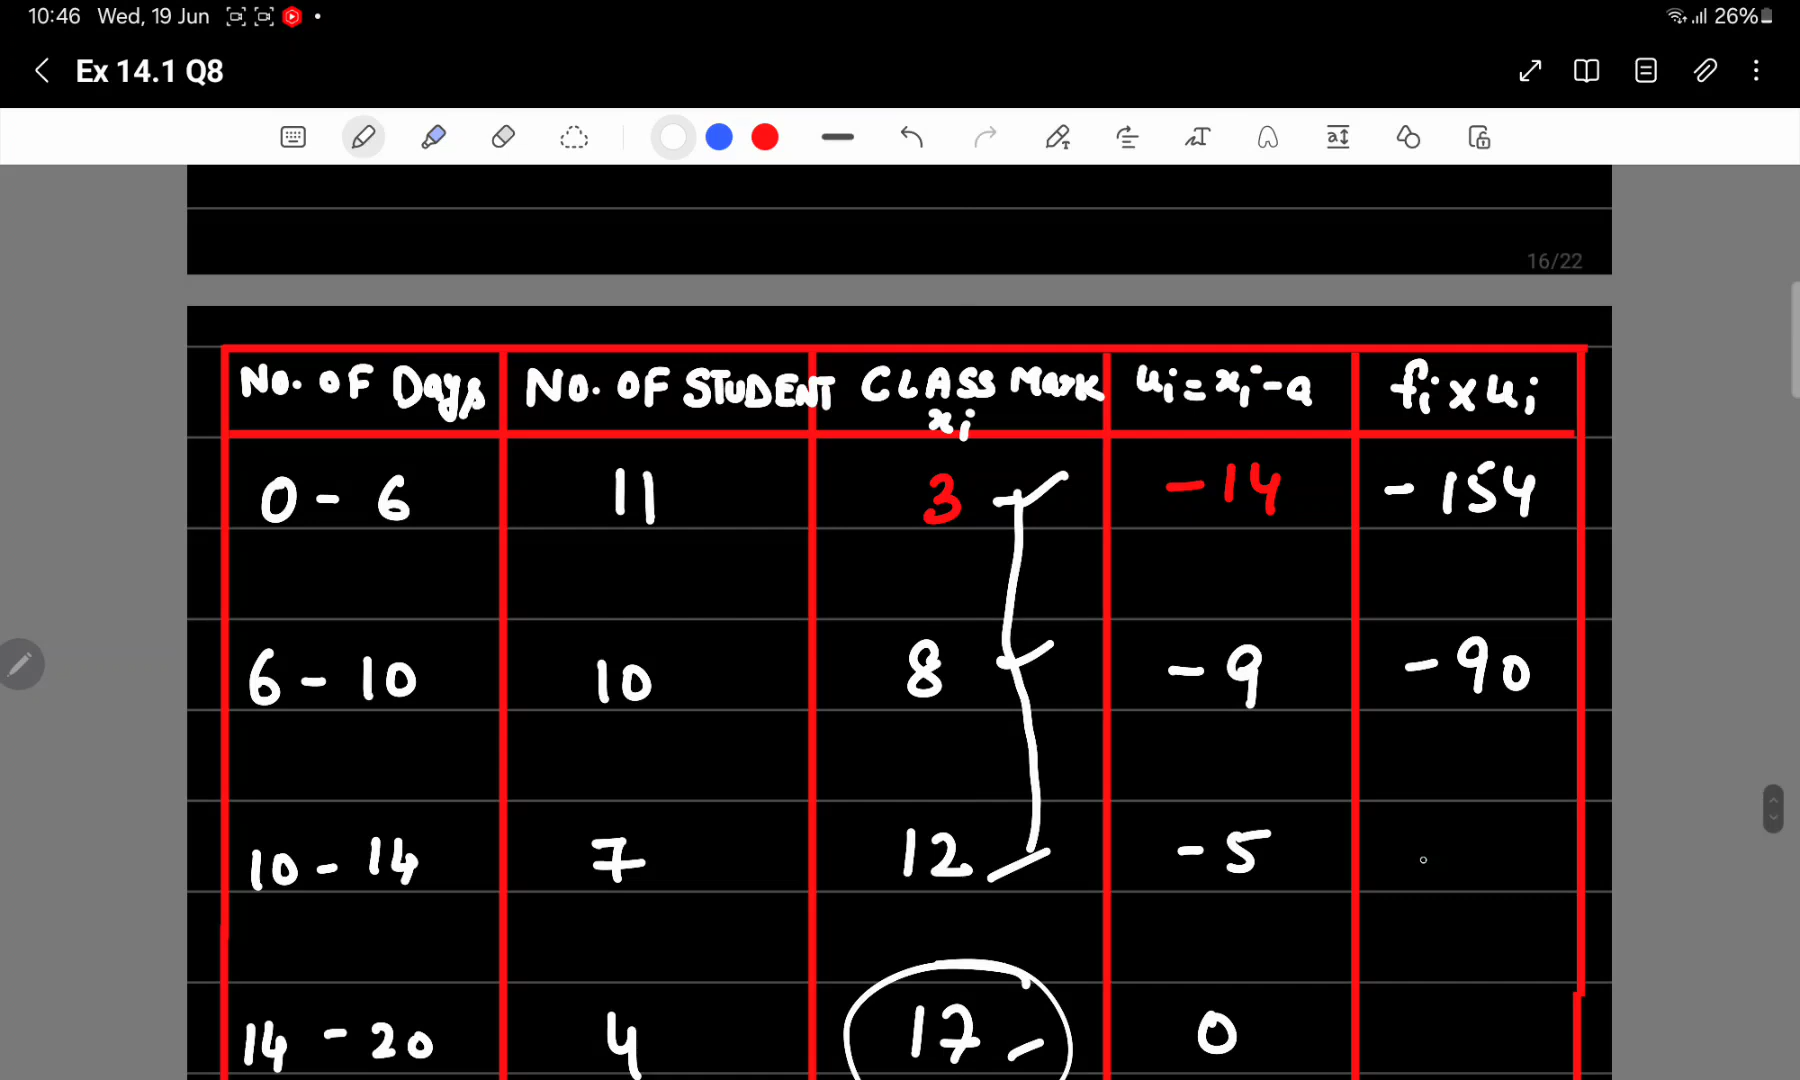 10:46 Wed, 19 Jun 26%
Ex 14.1 Q8
16/22
No. OF Days No. OF STUDENT CLASS Mark xi ui = xi - a fi x ui
0 - 6 11 3 -14 -154
6 - 10 10 8 -9 -90
10 - 14 7 12 -5
14 - 20 4 17 0